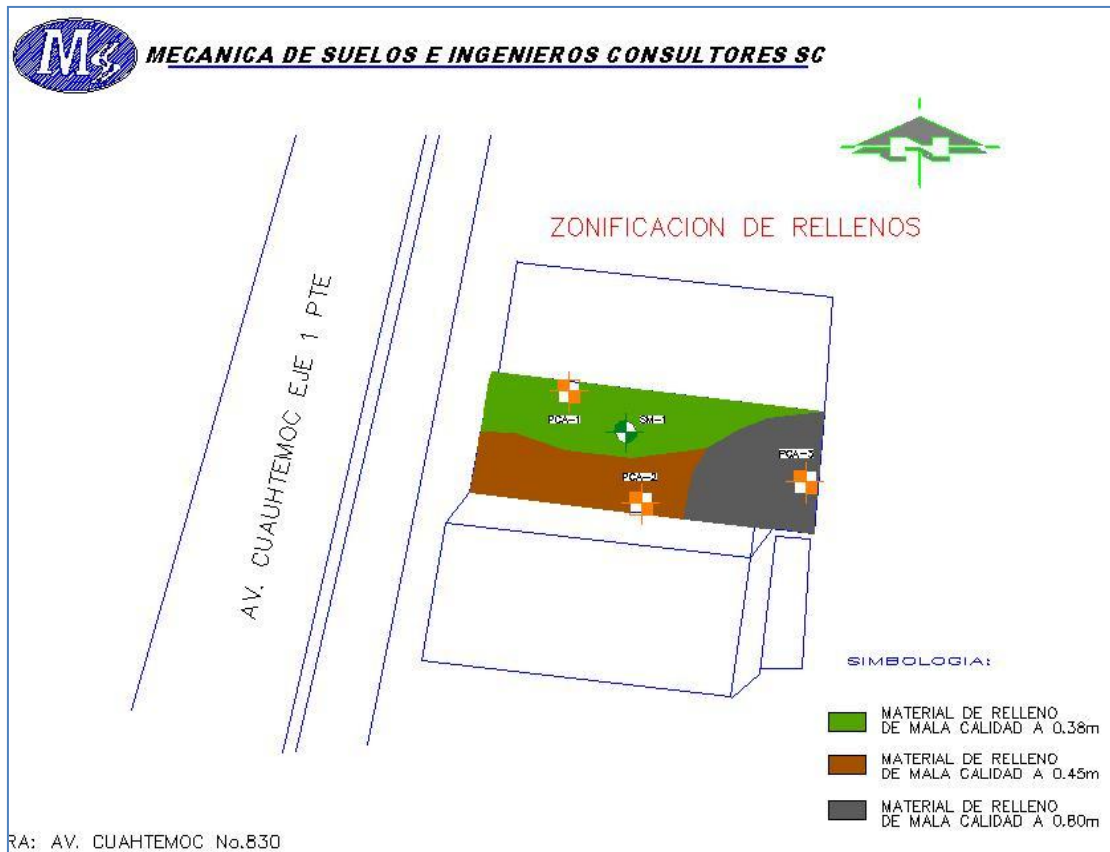 MECANICA DE SUELOS E INGENIEROS CONSULTORES SC
N
ZONIFICACION DE RELLENOS
AV. CUAUHTEMOC EJE 1 PTE
PCA-1
SM-1
PCA-2
PCA-3
SIMBOLOGIA:
MATERIAL DE RELLENO
DE MALA CALIDAD A 0.38m
MATERIAL DE RELLENO
DE MALA CALIDAD A 0.45m
MATERIAL DE RELLENO
DE MALA CALIDAD A 0.80m
RA: AV. CUAHTEMOC No.830